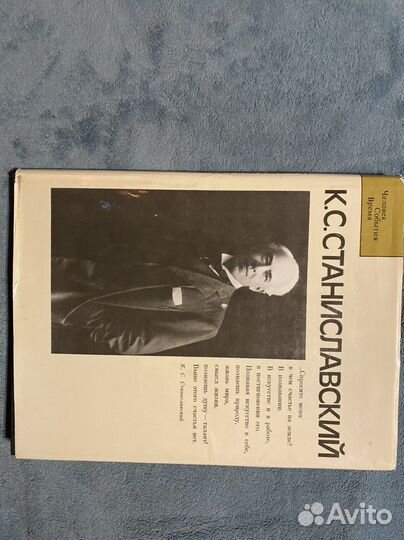 Человек
События
Время
К.С.СТАНИСЛАВСКИЙ
...Спросите меня:
в чем счастье на земле?
В познавании.
В искусстве и в работе,
в постигновении его.
Познавая искусство в себе,
познаешь природу,
жизнь мира,
смысл жизни,
познаешь душу — талант!
Выше этого счастья нет.
К. С. Станиславский
Avito